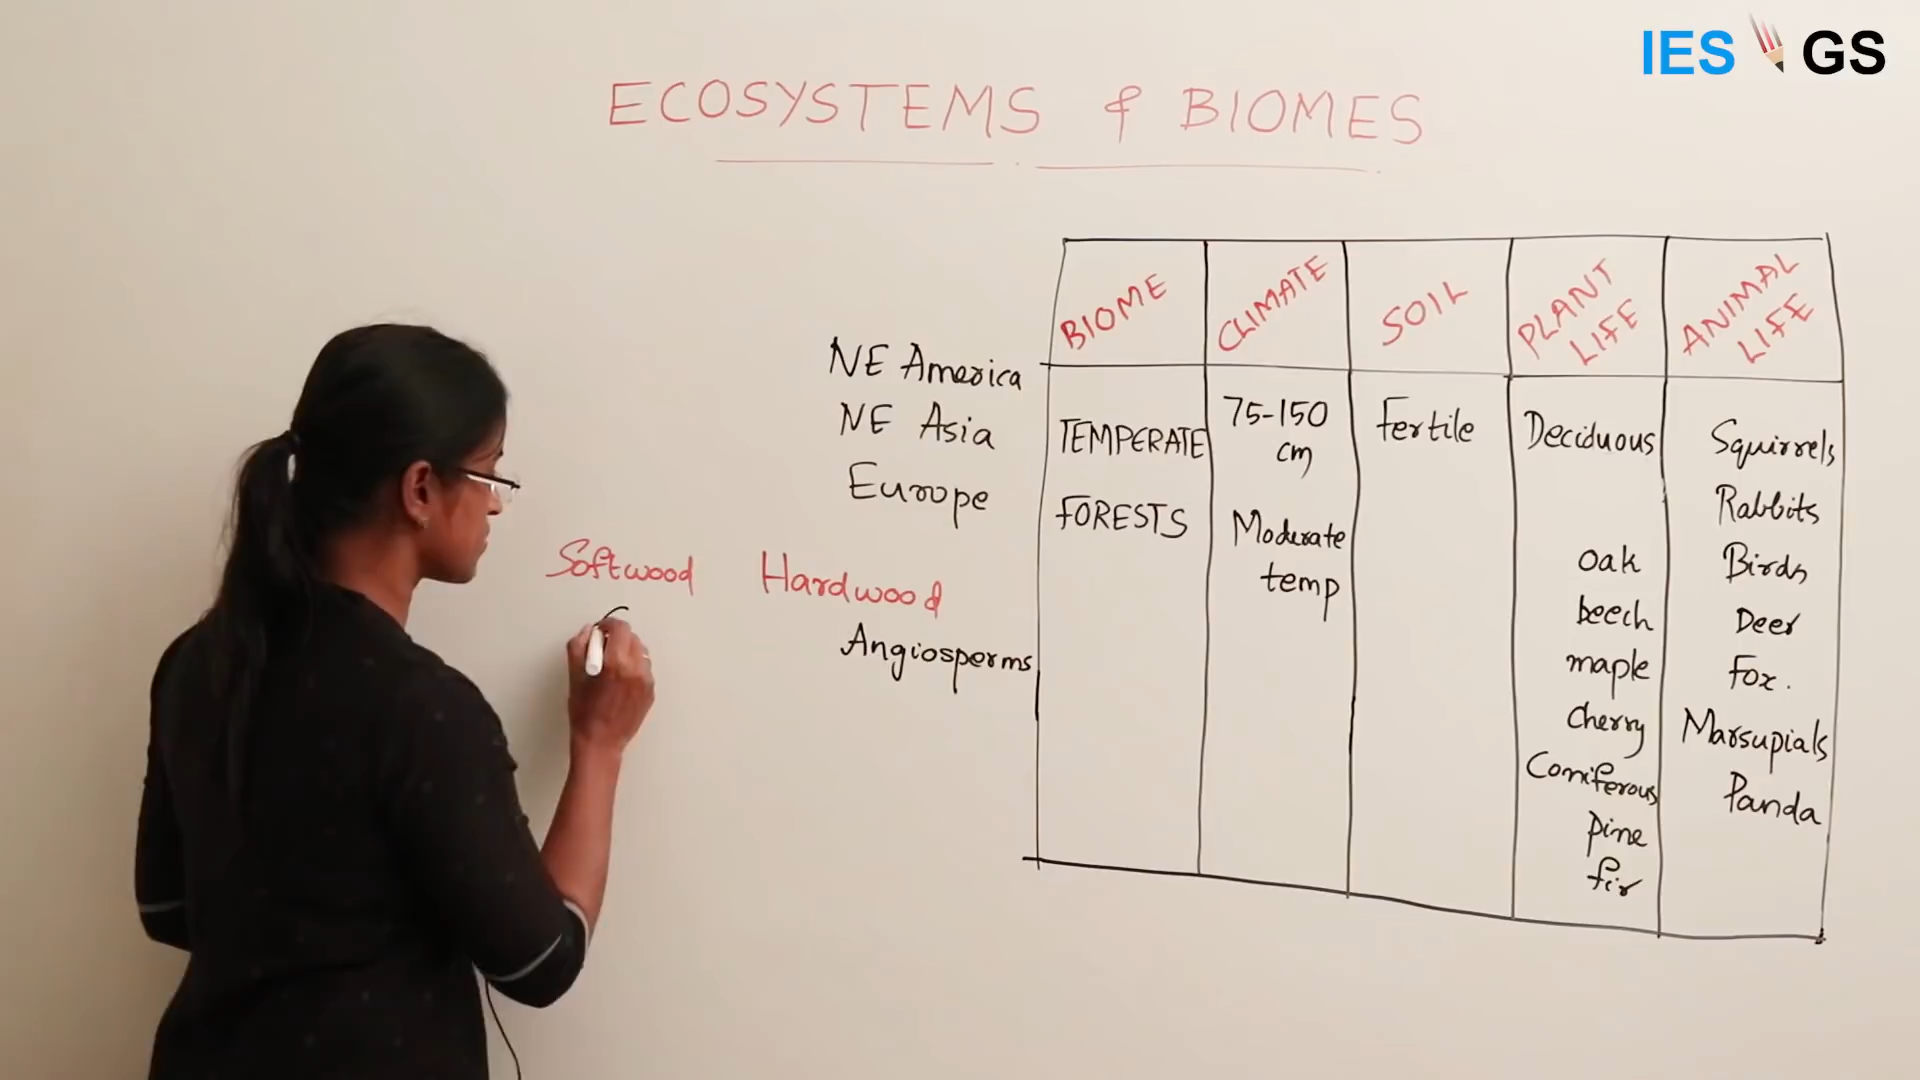 IES GS
ECOSYSTEMS & BIOMES
BIOME
CLIMATE
SOIL
PLANT
LIFE
ANIMAL
LIFE
NE America
NE Asia
Europe
TEMPERATE
FORESTS
75-150
cm
Moderate
temp
Fertile
Deciduous
oak
beech
maple
cherry
Coniferous
pine
fir
Squirrels
Rabbits
Birds
Deer
Fox.
Marsupials
Panda
Softwood
Hardwood
Angiosperms